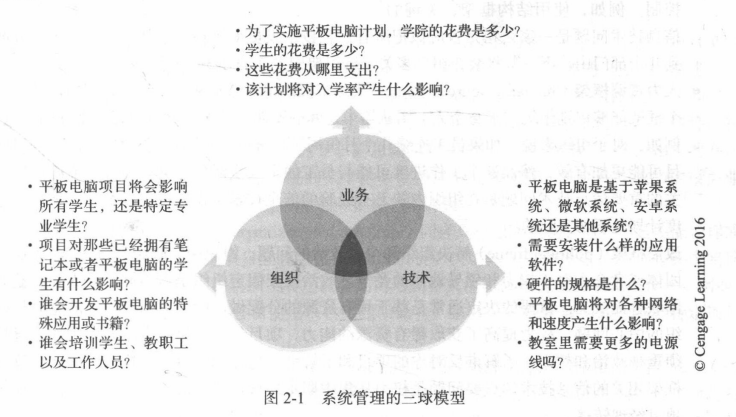 • 为了实施平板电脑计划，学院的花费是多少？
• 学生的花费是多少？
• 这些花费从哪里支出？
• 该计划将对入学率产生什么影响？
业务
组织
技术
• 平板电脑项目将会影响
所有学生，还是特定专
业学生？
• 项目对那些已经拥有笔
记本或者平板电脑的学
生有什么影响？
• 谁会开发平板电脑的特
殊应用或书籍？
• 谁会培训学生、教职工
以及工作人员？
• 平板电脑是基于苹果系
统、微软系统、安卓系
统还是其他系统？
• 需要安装什么样的应用
软件？
• 硬件的规格是什么？
• 平板电脑将对各种网络
和速度产生什么影响？
• 教室里需要更多的电源
线吗？
© Cengage Learning 2016
图 2-1 系统管理的三球模型